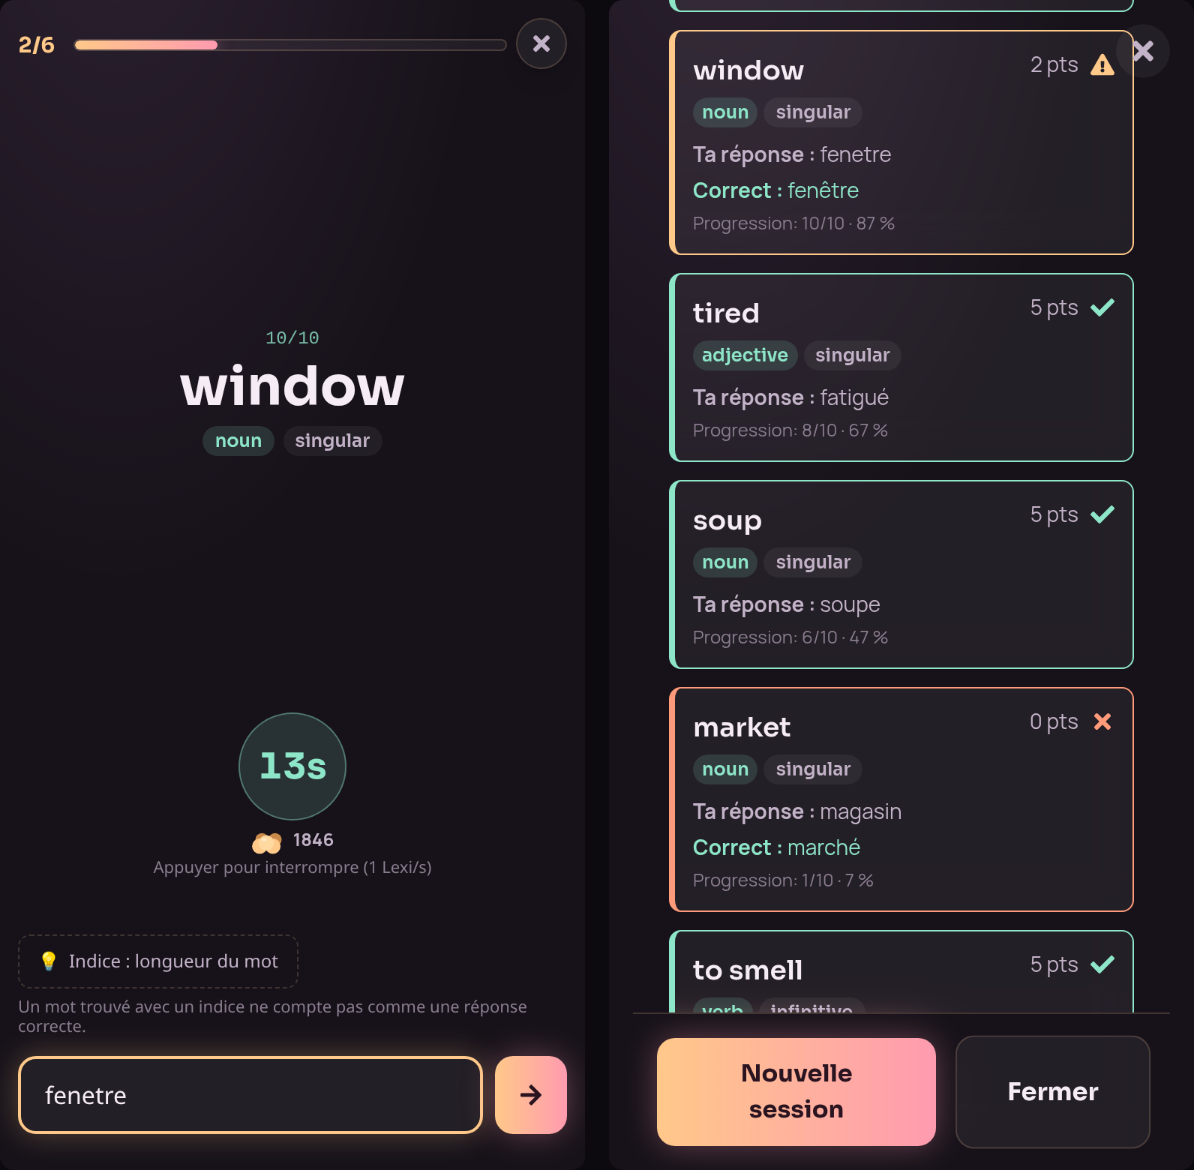 2/6
10/10
window
noun singular
13s
1846
Appuyer pour interrompre (1 Lexi/s)
Indice : longueur du mot
Un mot trouvé avec un indice ne compte pas comme une réponse
correcte.
fenetre
window 2 pts
noun singular
Ta réponse : fenetre
Correct : fenêtre
Progression: 10/10 · 87 %
tired 5 pts
adjective singular
Ta réponse : fatigué
Progression: 8/10 · 67 %
soup 5 pts
noun singular
Ta réponse : soupe
Progression: 6/10 · 47 %
market 0 pts
noun singular
Ta réponse : magasin
Correct : marché
Progression: 1/10 · 7 %
to smell 5 pts
verb infinitive
Nouvelle
session
Fermer